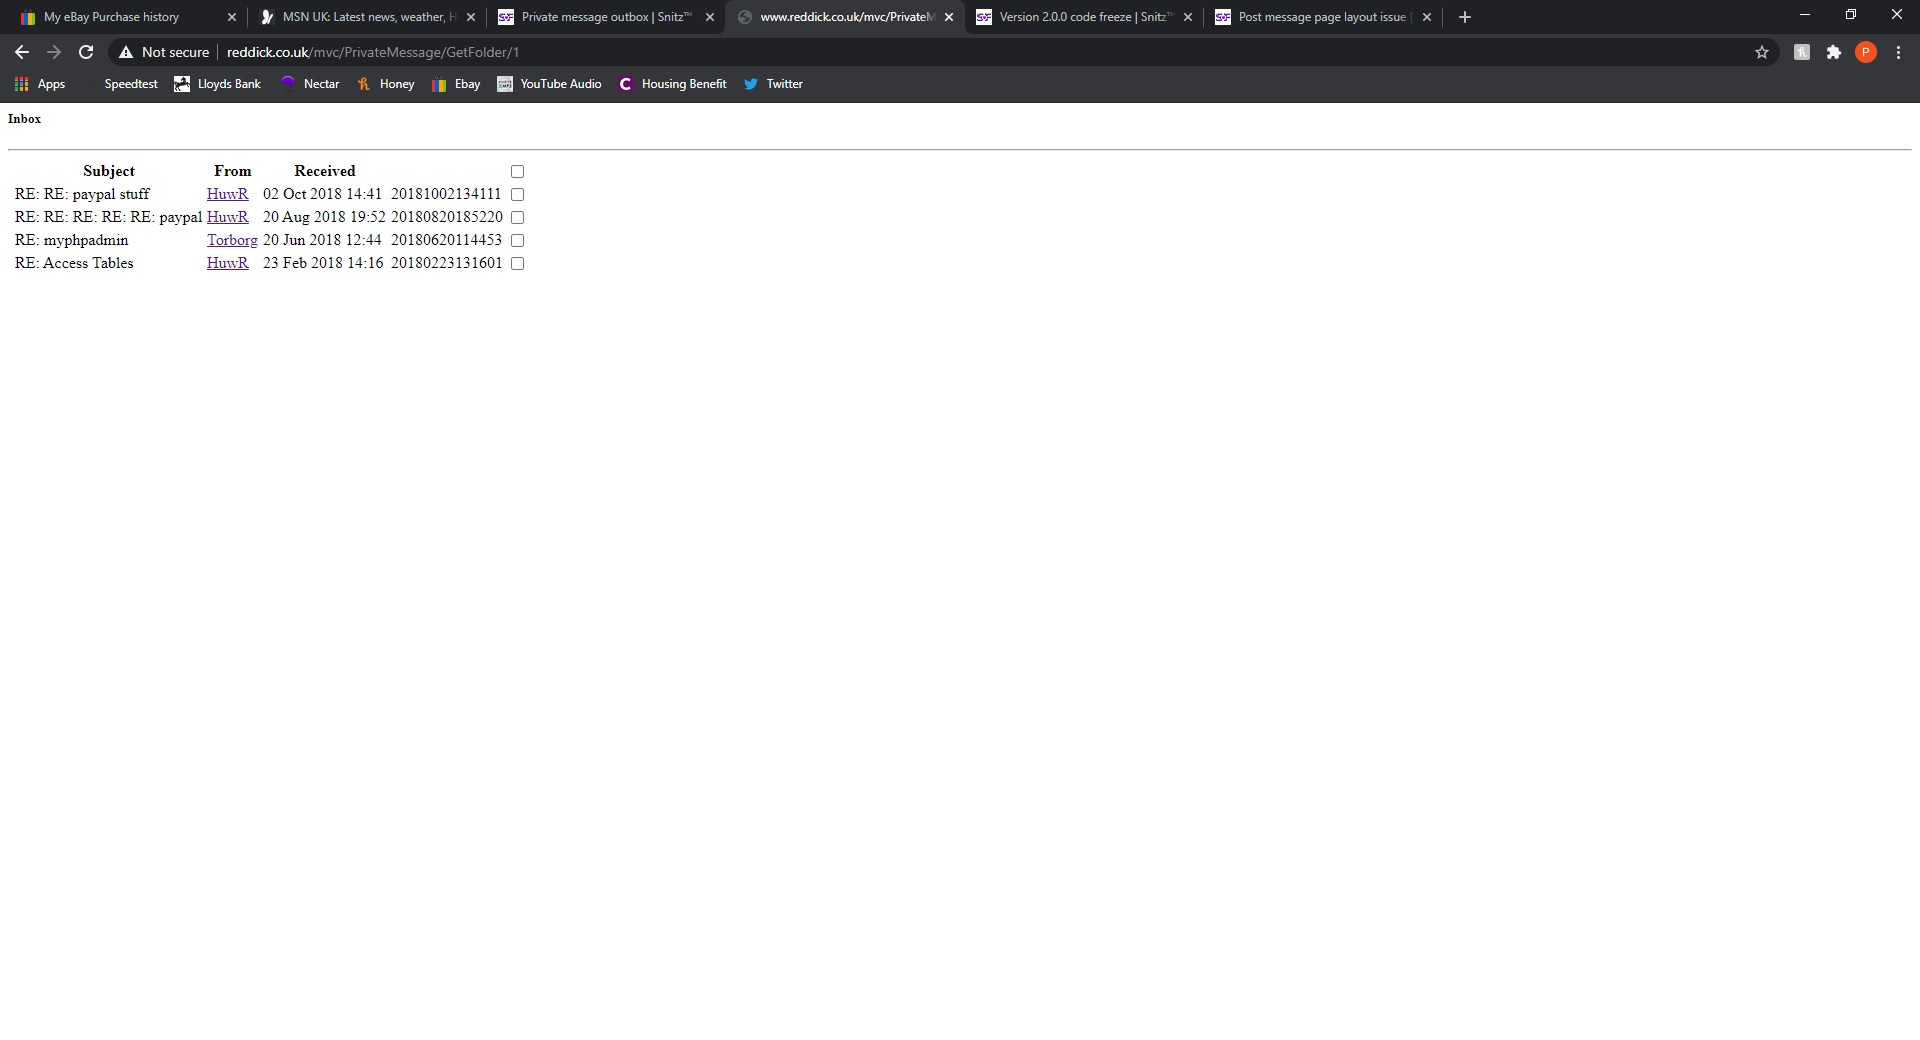 My eBay Purchase history
MSN UK: Latest news, weather, H
Private message outbox | Snitz™
www.reddick.co.uk/mvc/PrivateM
Version 2.0.0 code freeze | Snitz™
Post message page layout issue |
Not secure | reddick.co.uk/mvc/PrivateMessage/GetFolder/1
P
Apps Speedtest Lloyds Bank Nectar Honey Ebay YouTube Audio Housing Benefit Twitter
Inbox
Subject From Received
RE: RE: paypal stuff HuwR 02 Oct 2018 14:41 20181002134111
RE: RE: RE: RE: RE: paypal HuwR 20 Aug 2018 19:52 20180820185220
RE: myphpadmin Torborg 20 Jun 2018 12:44 20180620114453
RE: Access Tables HuwR 23 Feb 2018 14:16 20180223131601